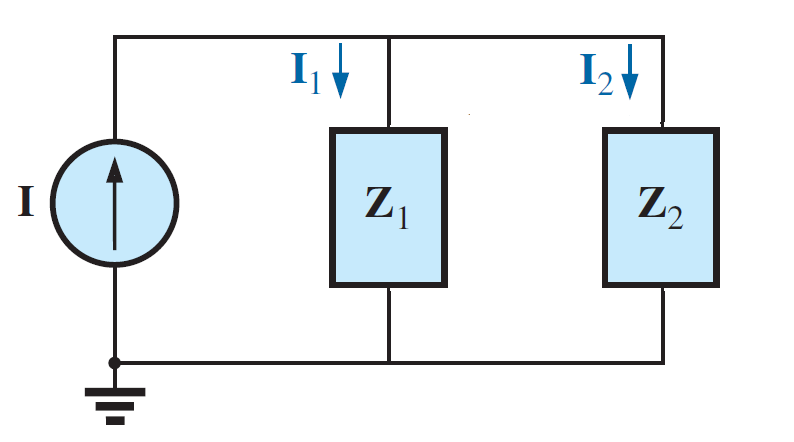 I₁ I₂
I Z₁ Z₂